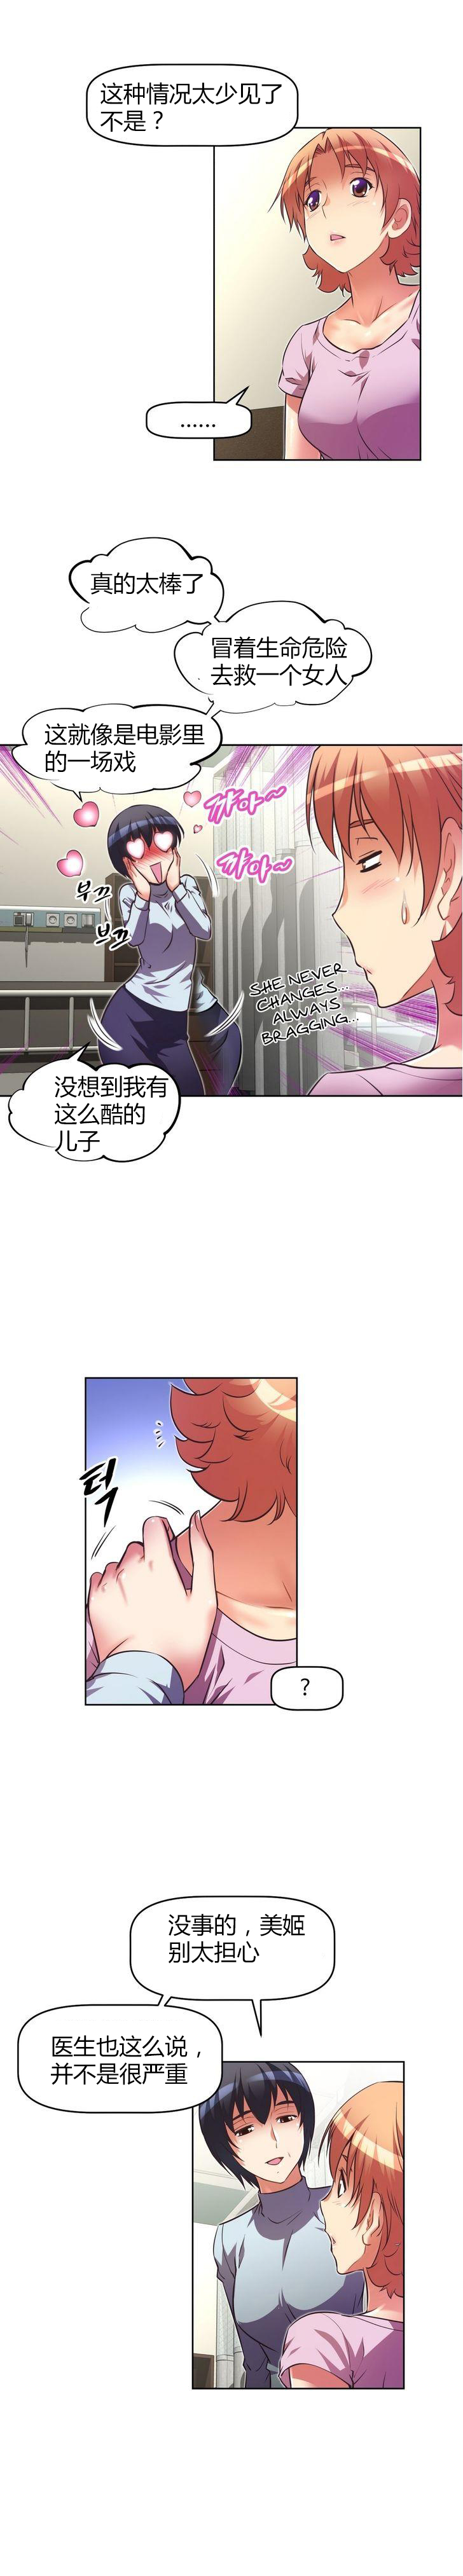 这种情况太少见了
不是？
……
真的太棒了
冒着生命危险
去救一个女人
这就像是电影里
的一场戏
꺄아~
꺄아~
부끄
부끄
SHE NEVER
CHANGES...
ALWAYS
BRAGGING...
没想到我有
这么酷的
儿子
턱
?
没事的，美姬
别太担心
医生也这么说，
并不是很严重